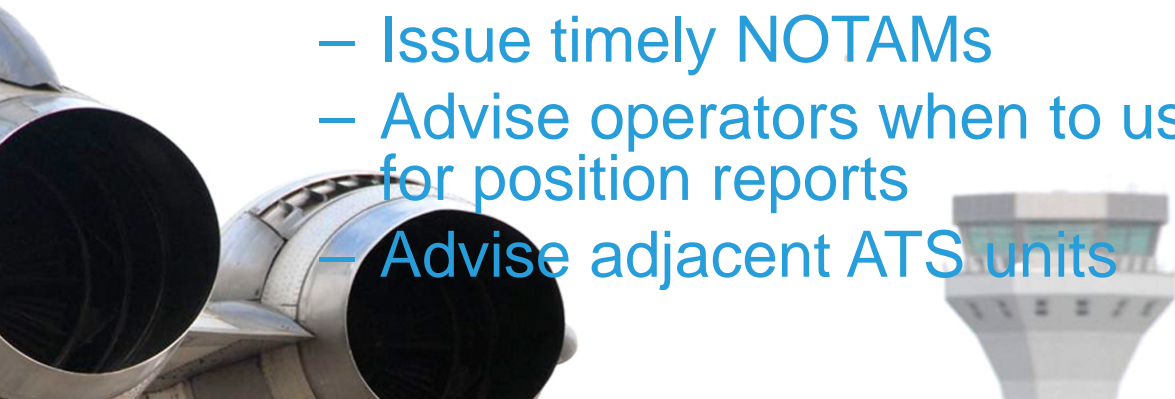 – Issue timely NOTAMs
– Advise operators when to us
for position reports
– Advise adjacent ATS units